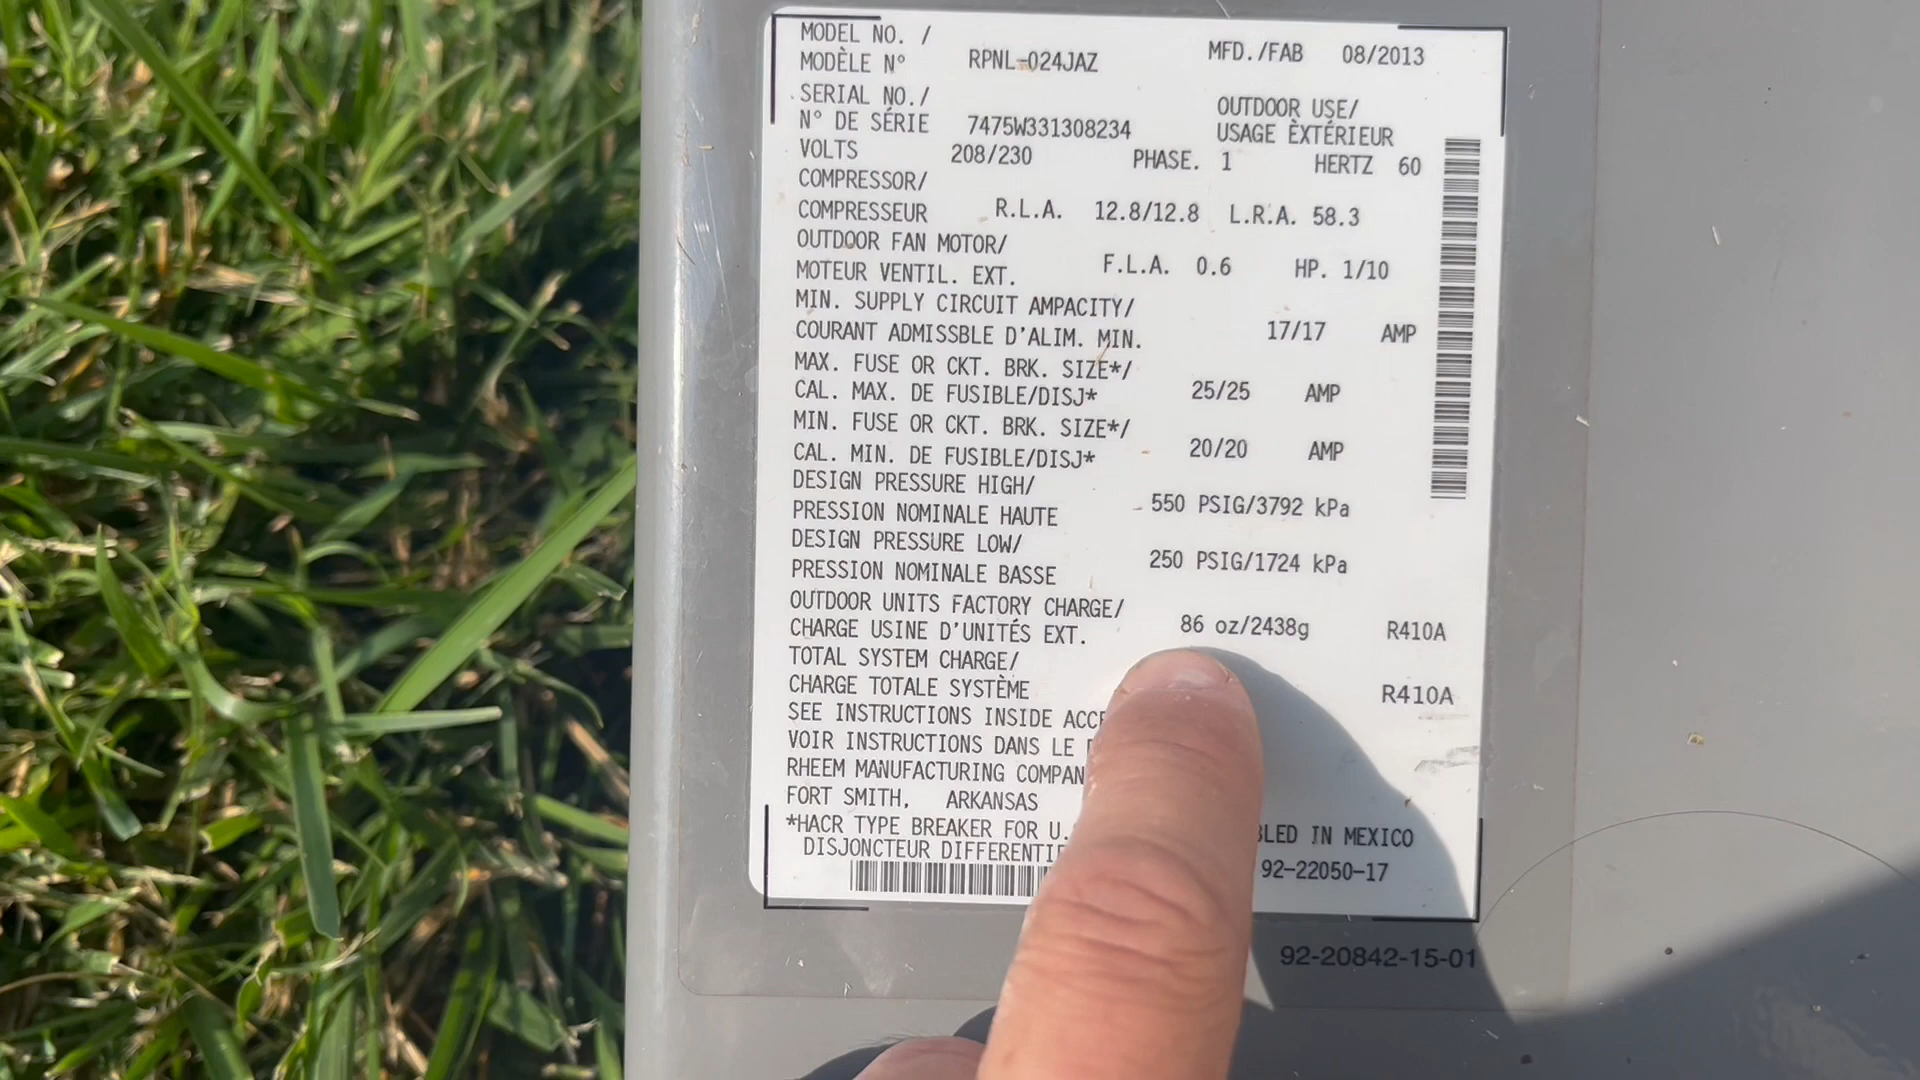 MODEL NO. /
MODÈLE N° RPNL-024JAZ MFD./FAB 08/2013
SERIAL NO./
N° DE SÉRIE 7475W331308234
OUTDOOR USE/
USAGE ÈXTÉRIEUR
VOLTS 208/230 PHASE. 1 HERTZ 60
COMPRESSOR/
COMPRESSEUR R.L.A. 12.8/12.8 L.R.A. 58.3
OUTDOOR FAN MOTOR/
MOTEUR VENTIL. EXT. F.L.A. 0.6 HP. 1/10
MIN. SUPPLY CIRCUIT AMPACITY/
COURANT ADMISSBLE D'ALIM. MIN. 17/17 AMP
MAX. FUSE OR CKT. BRK. SIZE*/
CAL. MAX. DE FUSIBLE/DISJ* 25/25 AMP
MIN. FUSE OR CKT. BRK. SIZE*/
CAL. MIN. DE FUSIBLE/DISJ* 20/20 AMP
DESIGN PRESSURE HIGH/
PRESSION NOMINALE HAUTE 550 PSIG/3792 kPa
DESIGN PRESSURE LOW/
PRESSION NOMINALE BASSE 250 PSIG/1724 kPa
OUTDOOR UNITS FACTORY CHARGE/
CHARGE USINE D'UNITÉS EXT. 86 oz/2438g R410A
TOTAL SYSTEM CHARGE/
CHARGE TOTALE SYSTÈME R410A
SEE INSTRUCTIONS INSIDE
VOIR INSTRUCTIONS DANS LE
RHEEM MANUFACTURING
FORT SMITH, ARKANSAS
*HACR TYPE BREAKER FOR IN MEXICO
DISJONCTEUR 92-22050-17
92-20842-15-01